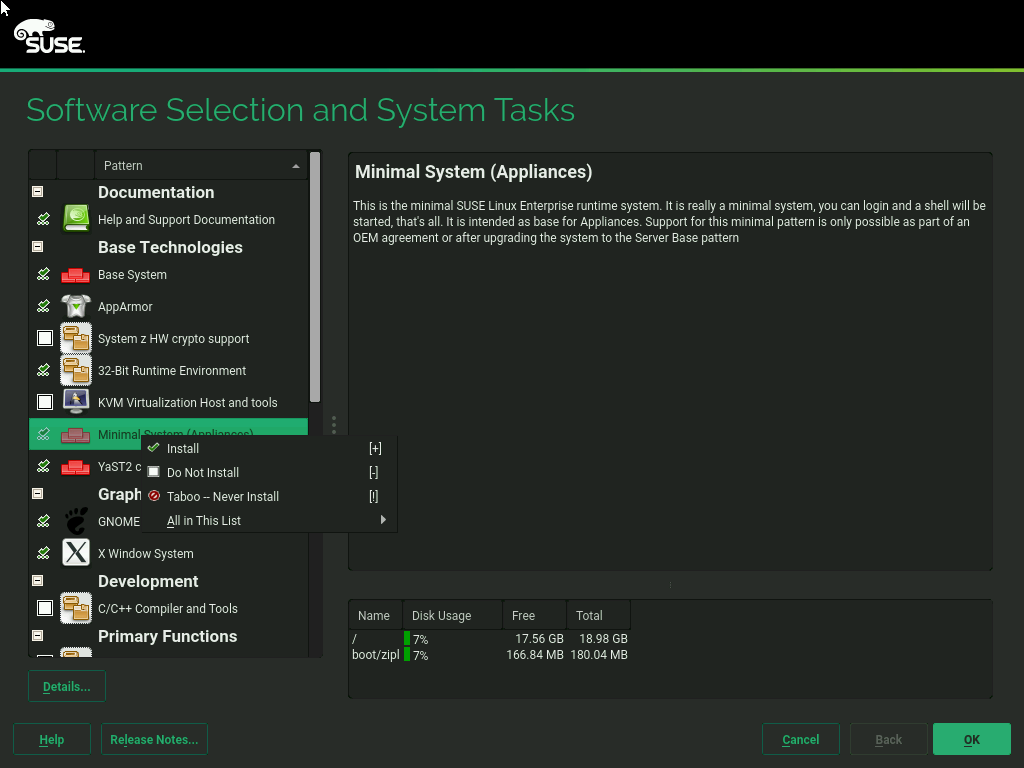 SUSE.
Software Selection and System Tasks
Pattern
Documentation
Help and Support Documentation
Base Technologies
Base System
AppArmor
System z HW crypto support
32-Bit Runtime Environment
KVM Virtualization Host and tools
Minimal System (Appliances)
YaST2 c
Graph
GNOME
X Window System
Development
C/C++ Compiler and Tools
Primary Functions
Install [+]
Do Not Install [-]
Taboo -- Never Install [!]
All in This List
Minimal System (Appliances)
This is the minimal SUSE Linux Enterprise runtime system. It is really a minimal system, you can login and a shell will be
started, that's all. It is intended as base for Appliances. Support for this minimal pattern is only possible as part of an
OEM agreement or after upgrading the system to the Server Base pattern
Name Disk Usage Free Total
/ 7% 17.56 GB 18.98 GB
boot/zipl 7% 166.84 MB 180.04 MB
Details...
Help
Release Notes...
Cancel
Back
OK